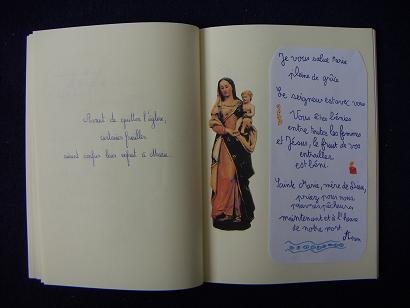 Avant de quitter l'église,
certaines familles
aiment confier leur enfant à Marie.
Je vous salue Marie
pleine de grâce
Le seigneur est avec vous
Vous êtes bénies
entre toutes les femmes
et Jésus, le fruit de vos
entrailles
est béni.
Sainte Marie, mère de Dieu,
priez pour nous
pauvres pécheurs
maintenant et à l'heure
de notre mort
Amen